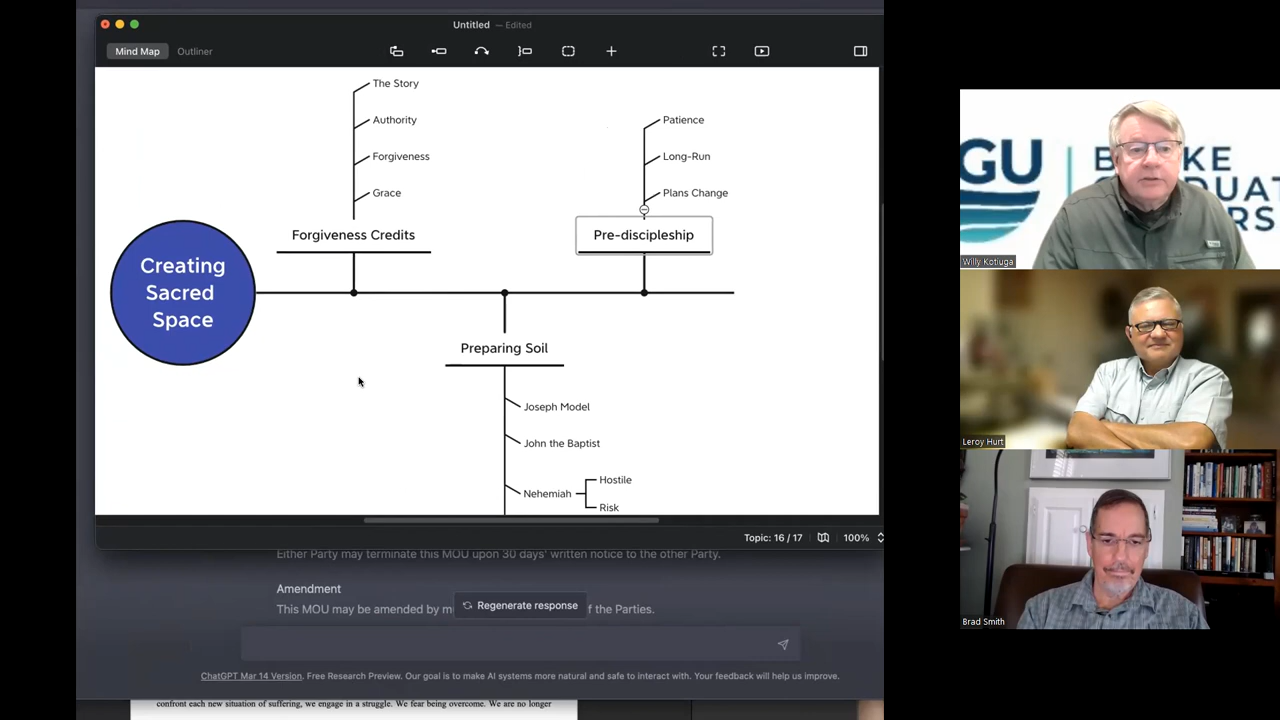 Untitled — Edited
Mind Map
Outliner
The Story
Authority
Forgiveness
Grace
Forgiveness Credits
Patience
Long-Run
Plans Change
Pre-discipleship
Creating
Sacred
Space
Preparing Soil
Joseph Model
John the Baptist
Nehemiah
Hostile
Risk
Topic: 16 / 17
100%
Either Party may terminate this MOU upon 30 days' written notice to the other Party.
Amendment
This MOU may be amended by
Regenerate response
of the Parties.
ChatGPT Mar 14 Version. Free Research Preview. Our goal is to make AI systems more natural and safe to interact with. Your feedback will help us improve.
confront each new situation of suffering, we engage in a struggle. We fear being overcome. We are no longer
GU
Willy Kotiuga
Leroy Hurt
Brad Smith